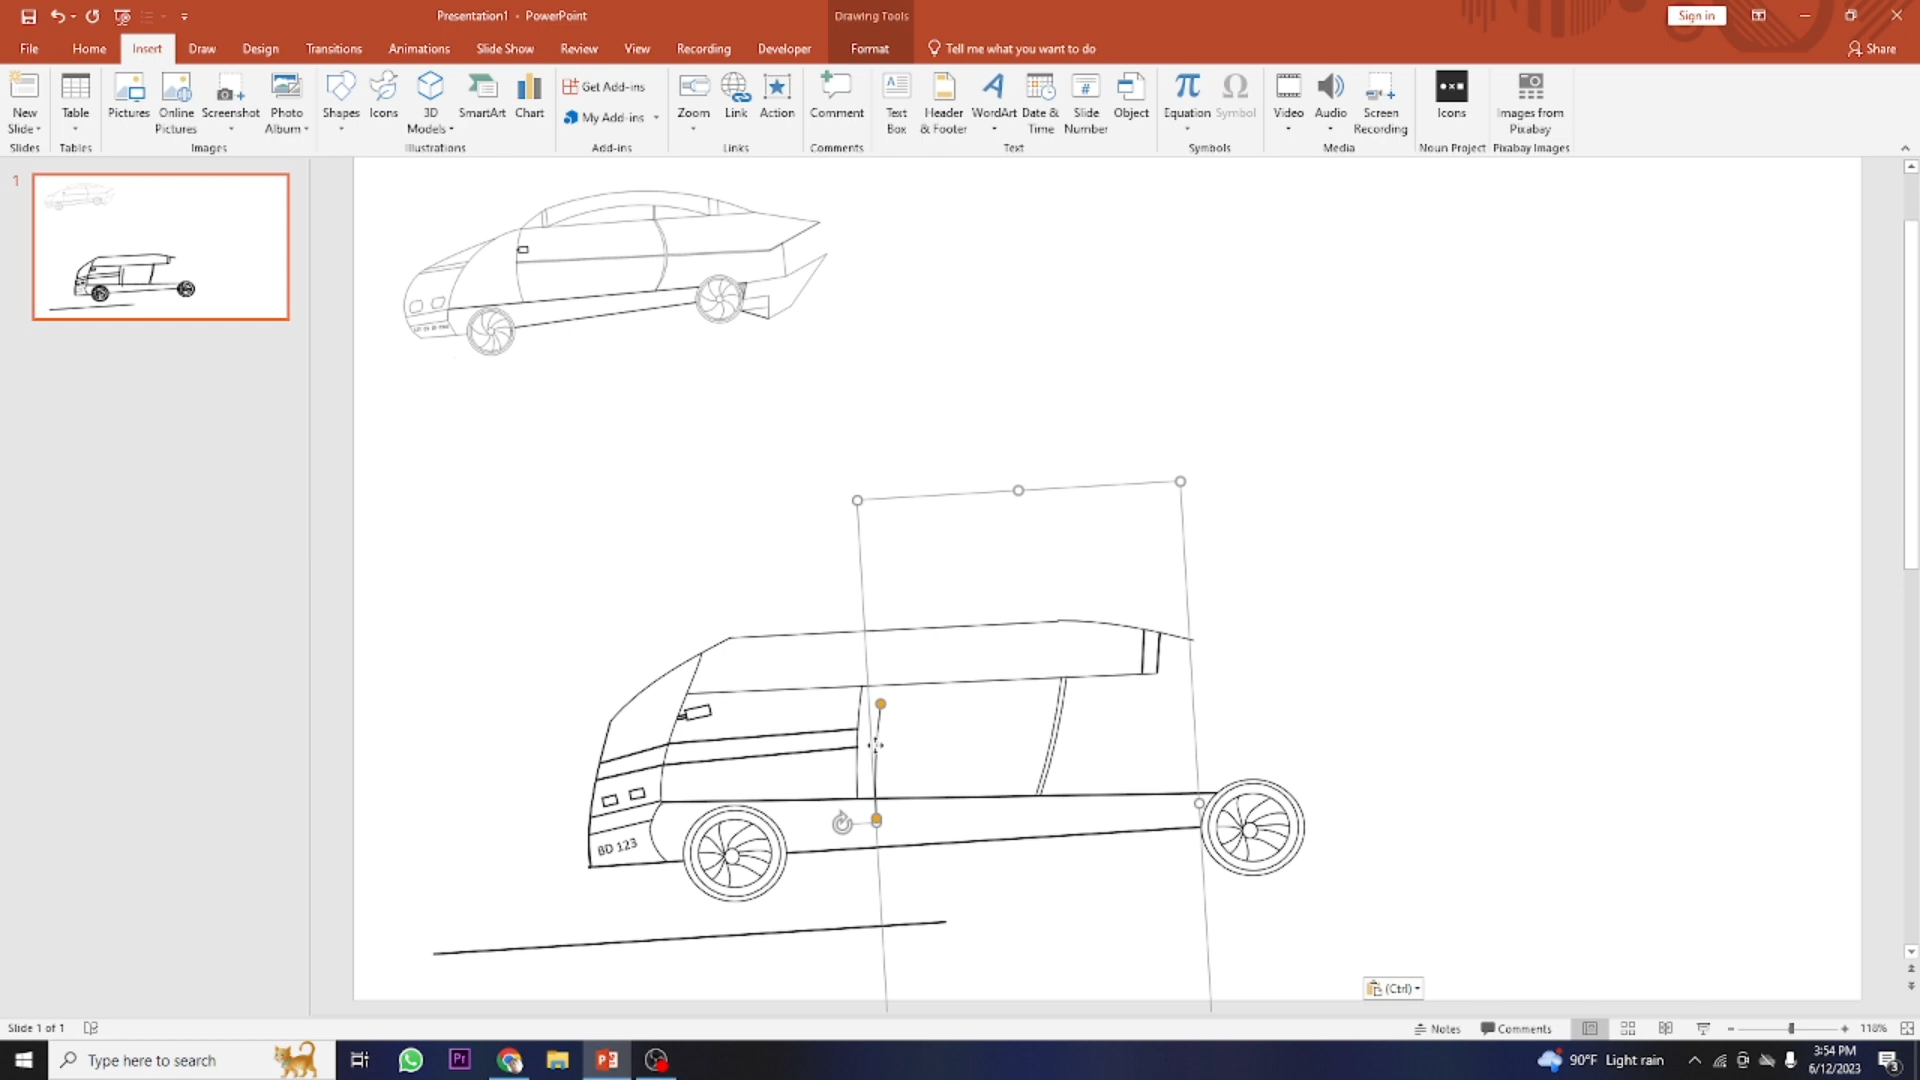 Presentation1 - PowerPoint
Drawing Tools
Sign in
File Home Insert Draw Design Transitions Animations Slide Show Review View Recording Developer Format Tell me what you want to do Share
New Slide
Table
Pictures
Online Pictures
Screenshot
Photo Album
Shapes
Icons
3D Models
SmartArt
Chart
Get Add-ins
My Add-ins
Zoom
Link
Action
Comment
Text Box
Header & Footer
WordArt
Date & Time
Slide Number
Object
Equation
Symbol
Video
Audio
Screen Recording
Icons
Images from Pixabay
Slides Tables Images Illustrations Add-ins Links Comments Text Symbols Media Noun Project Pixabay Images
1
BD 123
(Ctrl)
Slide 1 of 1
Notes
Comments
118%
Type here to search
Pr
90°F Light rain
3:54 PM
6/12/2023
3